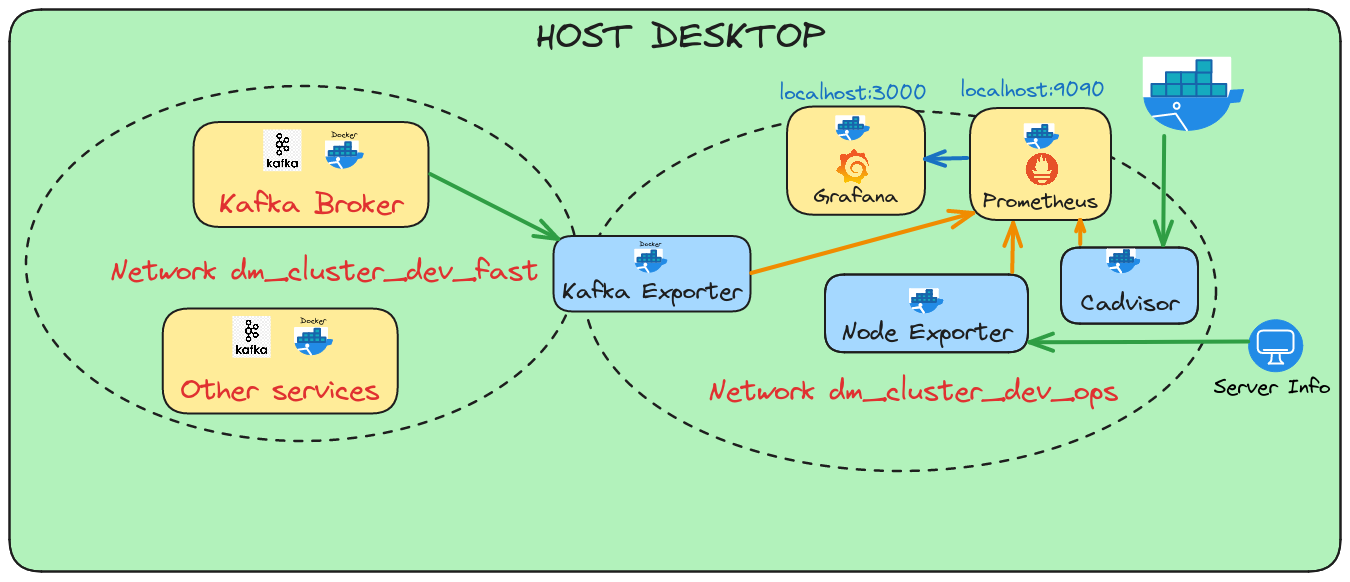 HOST DESKTOP
localhost:3000
localhost:9090
kafka
Docker
Kafka Broker
Grafana
Prometheus
Network dm_cluster_dev_fast
Docker
Kafka Exporter
Cadvisor
Node Exporter
kafka
Docker
Other services
Network dm_cluster_dev_ops
Server Info